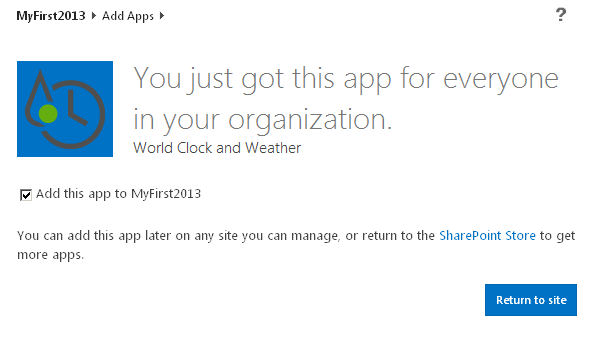 MyFirst2013 ▸ Add Apps ▸
?
You just got this app for everyone
in your organization.
World Clock and Weather
Add this app to MyFirst2013
You can add this app later on any site you can manage, or return to the SharePoint Store to get
more apps.
Return to site